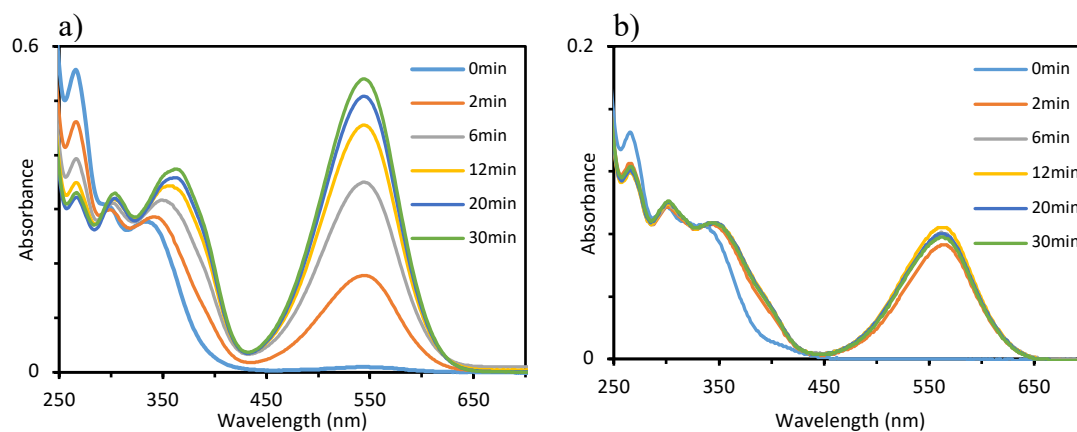 a)
0.6
Absorbance
0
250
350
450
550
650
Wavelength (nm)
0min
2min
6min
12min
20min
30min
b)
0.2
Absorbance
0
250
350
450
550
650
Wavelength (nm)
0min
2min
6min
12min
20min
30min